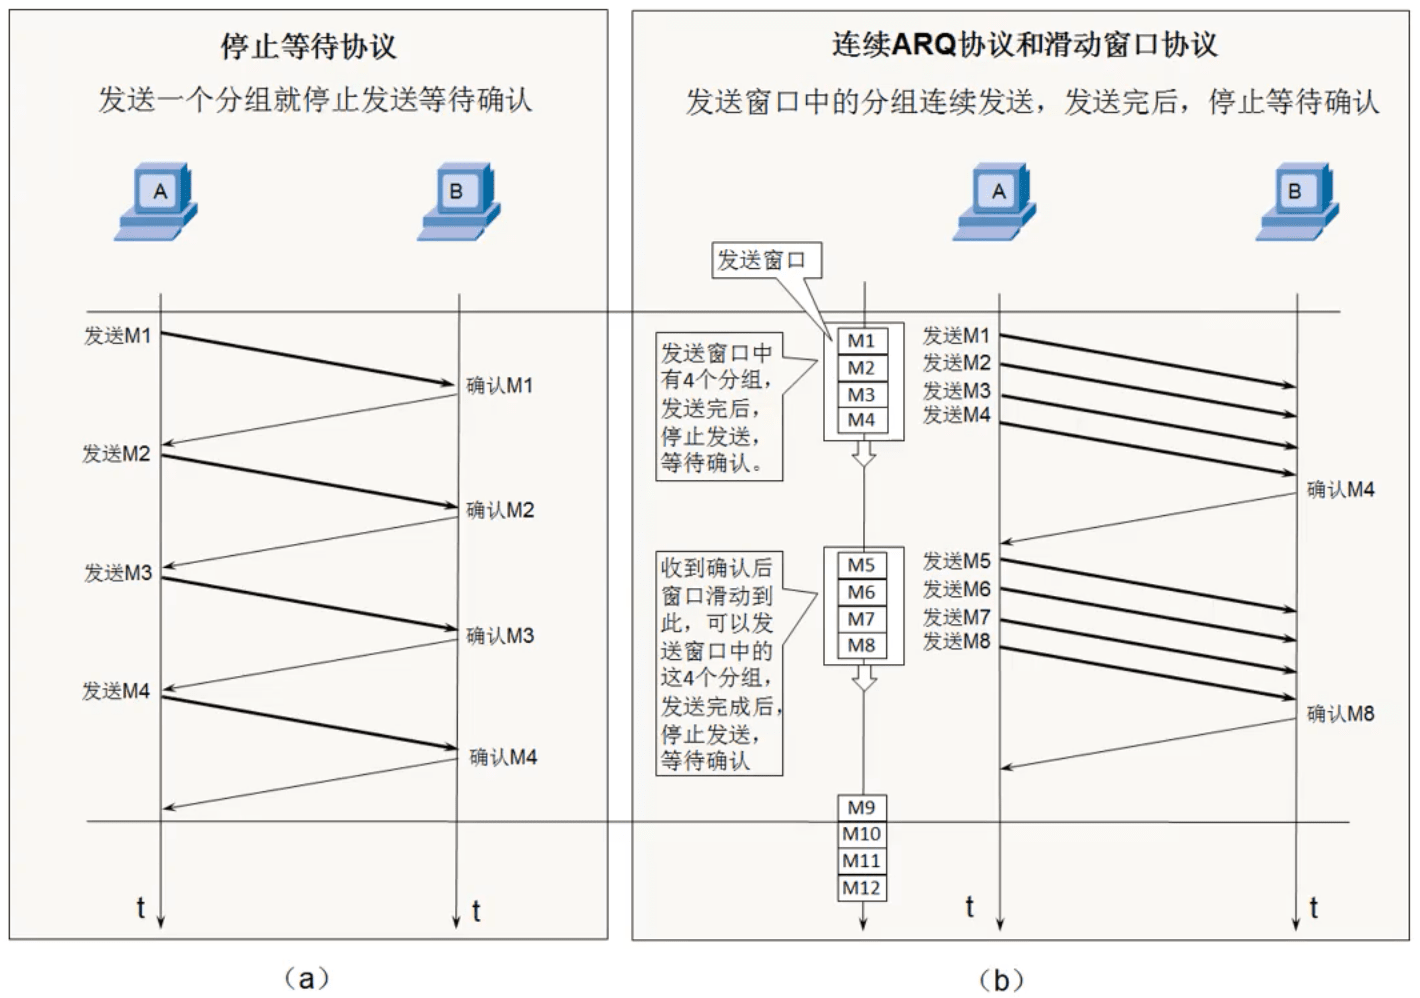 停止等待协议
发送一个分组就停止发送等待确认
A
B
发送M1
确认M1
发送M2
确认M2
发送M3
确认M3
发送M4
确认M4
t
t
(a)
连续ARQ协议和滑动窗口协议
发送窗口中的分组连续发送，发送完后，停止等待确认
A
B
发送窗口
发送窗口中
有4个分组，
发送完后，
停止发送，
等待确认。
M1
M2
M3
M4
发送M1
发送M2
发送M3
发送M4
确认M4
收到确认后
窗口滑动到
此，可以发
送窗口中的
这4个分组，
发送完成后，
停止发送，
等待确认
M5
M6
M7
M8
发送M5
发送M6
发送M7
发送M8
确认M8
M9
M10
M11
M12
t
t
(b)